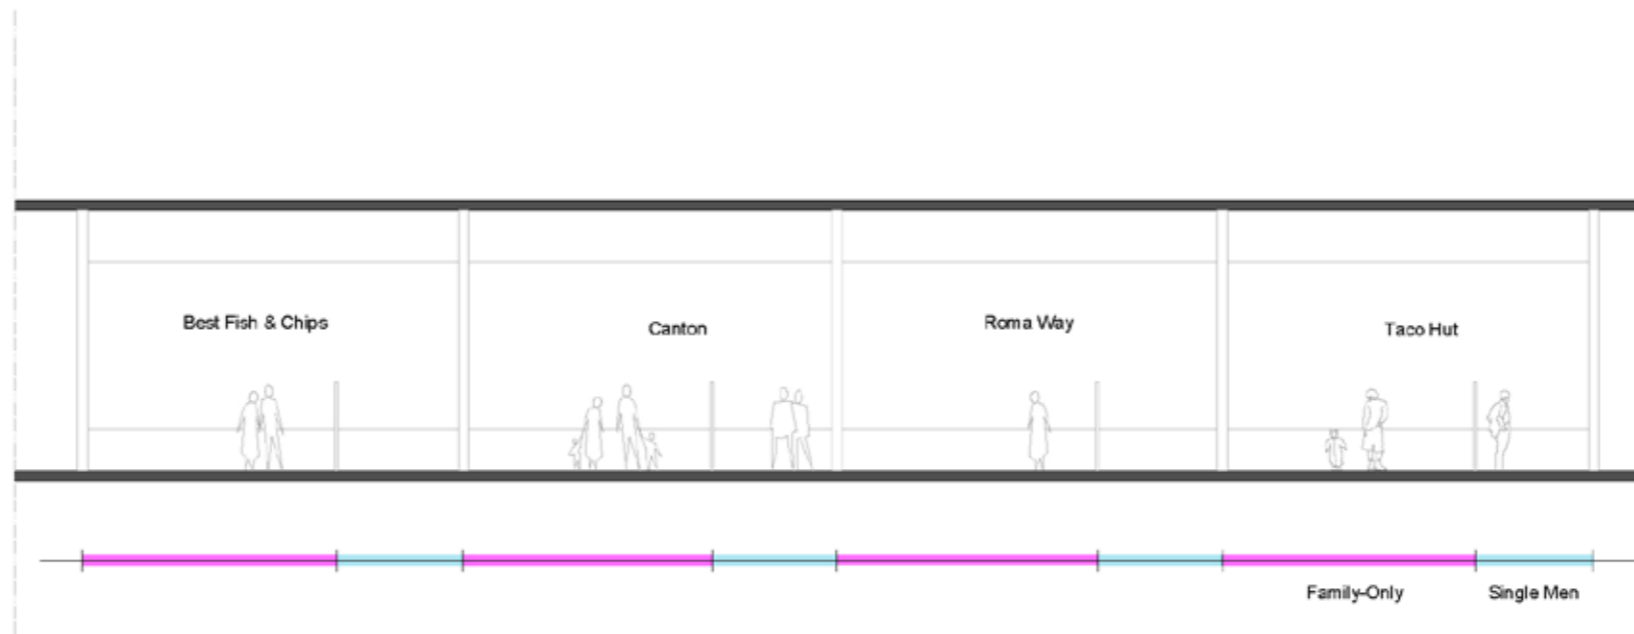 Best Fish & Chips
Canton
Roma Way
Taco Hut
Family-Only
Single Men